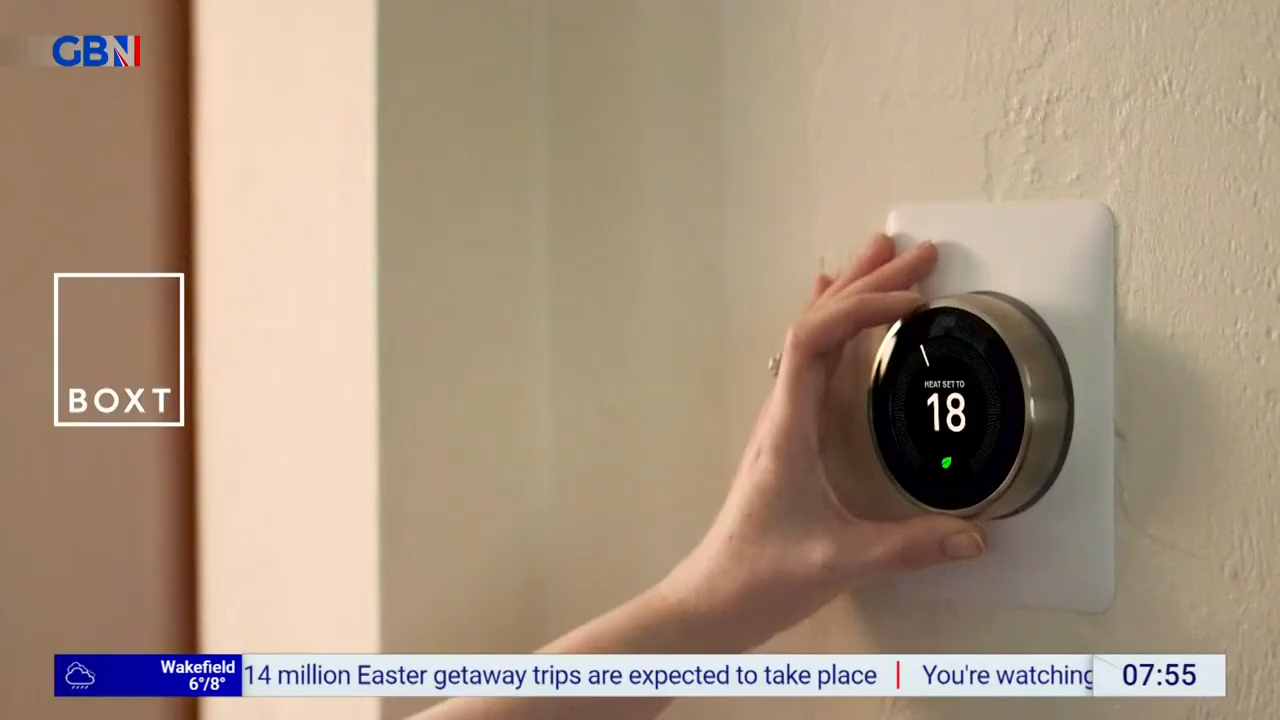 GBN
BOXT
HEAT SET TO
18
Wakefield
6°/8°
14 million Easter getaway trips are expected to take place
You're watching
07:55